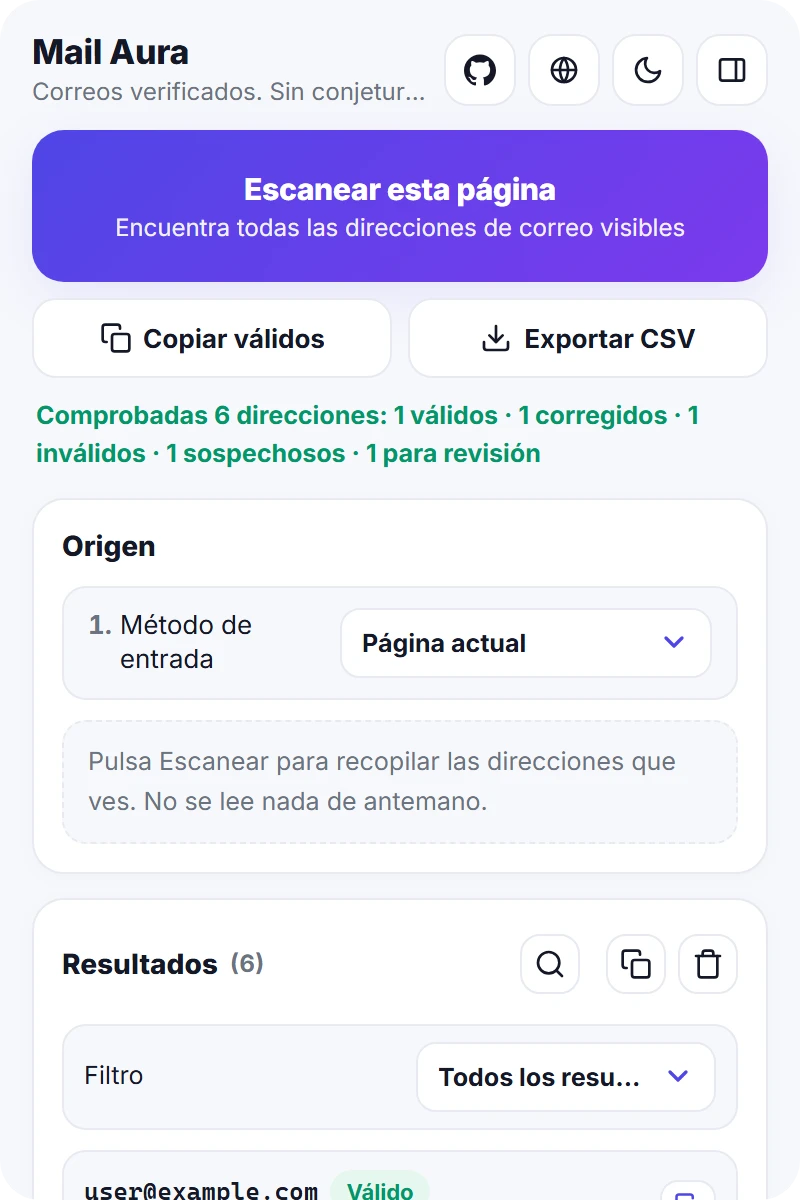 Mail Aura
Correos verificados. Sin conjetur...
Escanear esta página
Encuentra todas las direcciones de correo visibles
Copiar válidos
Exportar CSV
Comprobadas 6 direcciones: 1 válidos · 1 corregidos · 1
inválidos · 1 sospechosos · 1 para revisión
Origen
1. Método de
entrada
Página actual
Pulsa Escanear para recopilar las direcciones que
ves. No se lee nada de antemano.
Resultados (6)
Filtro
Todos los resu...
user@example.com Válido